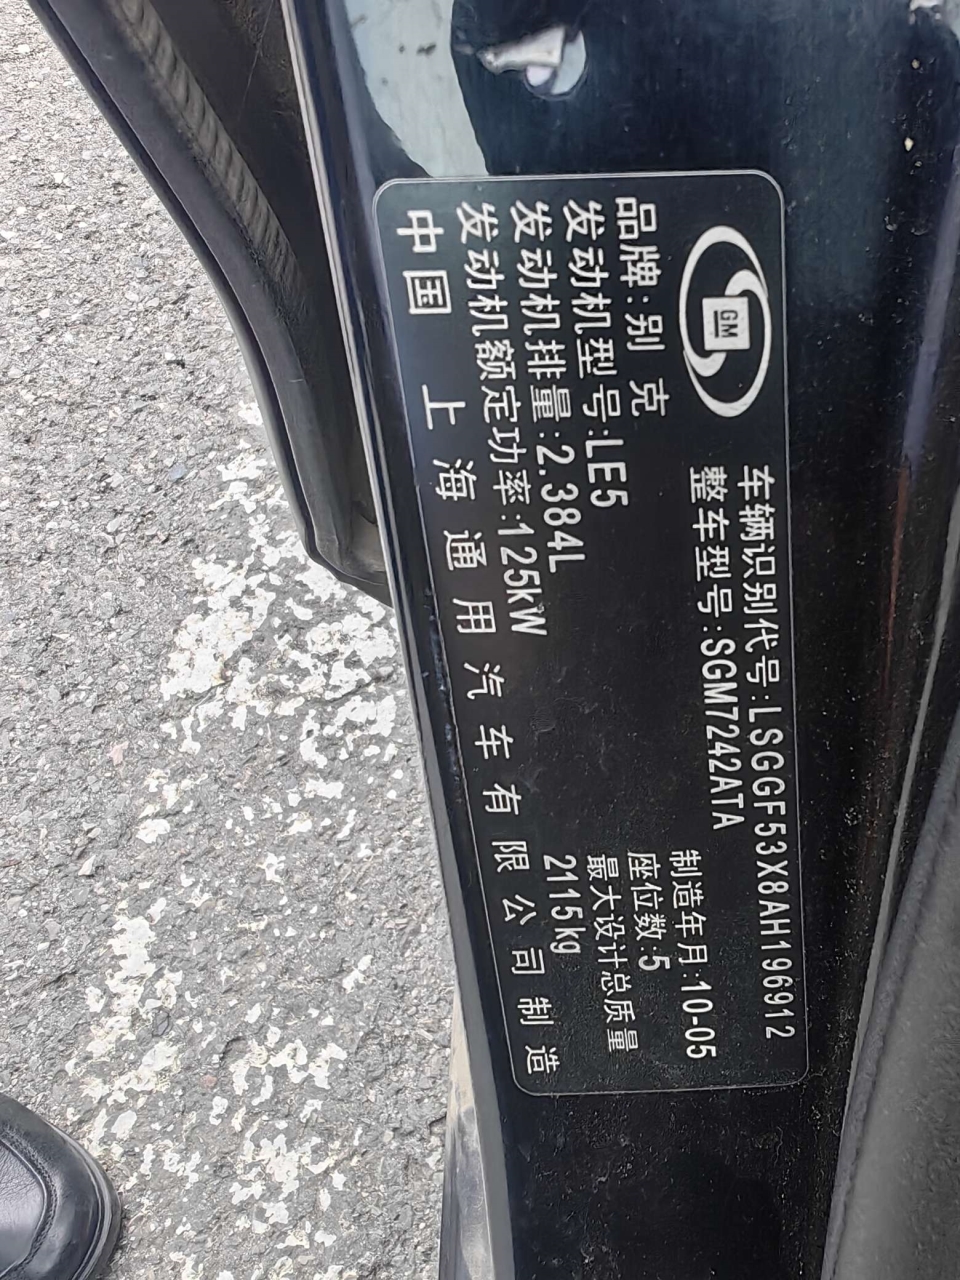 GM
车辆识别代号:LSGGF53X8AH196912
整车型号:SGM7242ATA
品牌:别 克
发动机型号:LE5
发动机排量:2.384L
发动机额定功率:125kW
制造年月:10-05
座位数:5
最大设计总质量
2115kg
中国 上海通用汽车有限公司制造